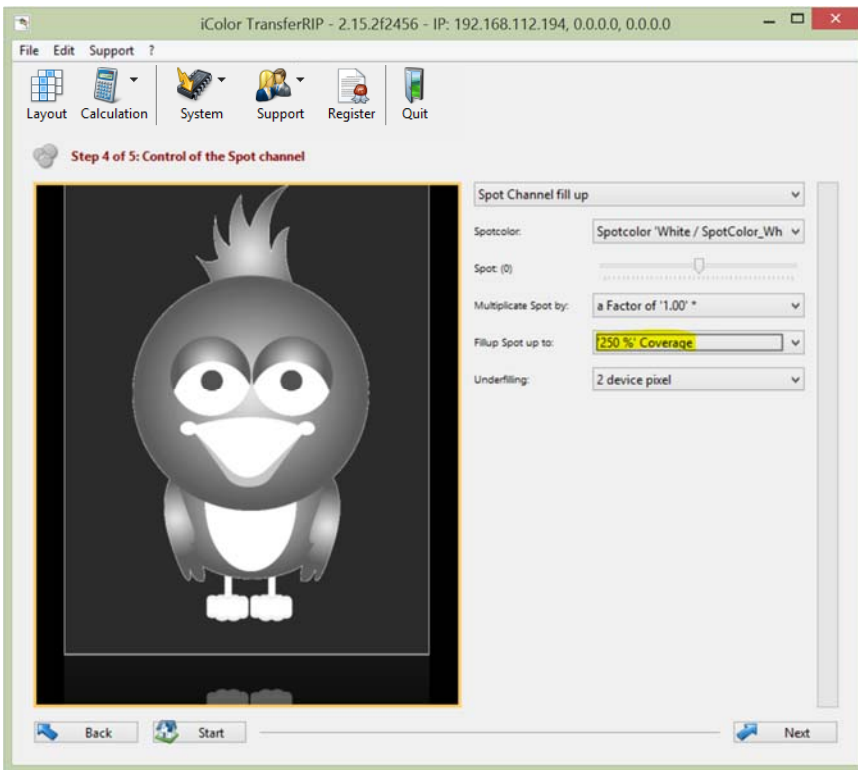 iColor TransferRIP - 2.15.2f2456 - IP: 192.168.112.194, 0.0.0.0, 0.0.0.0
File Edit Support ?
Layout Calculation System Support Register Quit
Step 4 of 5: Control of the Spot channel
Spot Channel fill up
Spotcolor: Spotcolor 'White / SpotColor_Wh
Spot: (0)
Multiplicate Spot by: a Factor of '1.00' *
Fillup Spot up to: '250 %' Coverage
Underfilling: 2 device pixel
Back Start Next